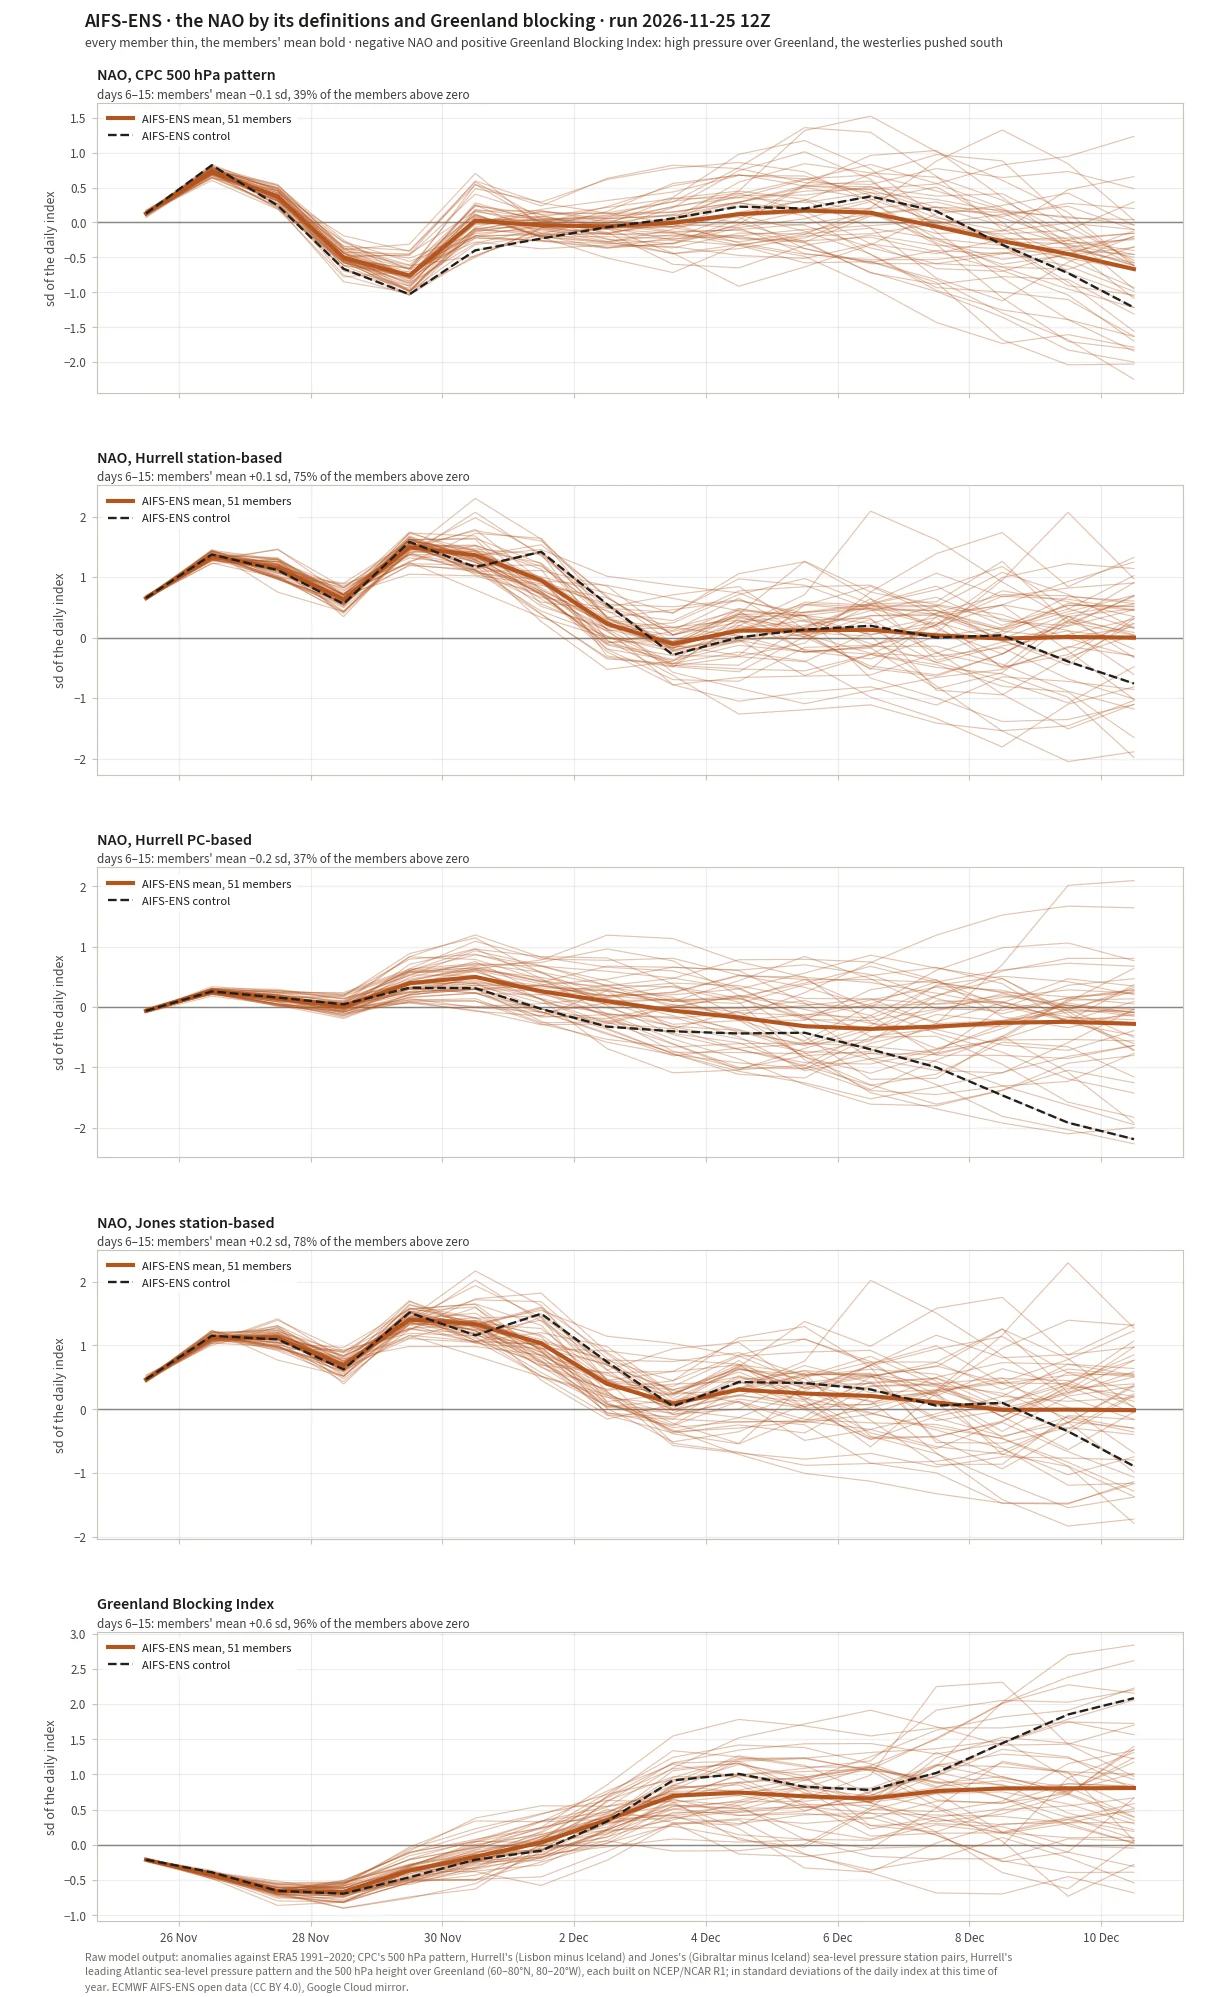 AIFS-ENS · the NAO by its definitions and Greenland blocking · run 2026-11-25 12Z
every member thin, the members' mean bold · negative NAO and positive Greenland Blocking Index: high pressure over Greenland, the westerlies pushed south
NAO, CPC 500 hPa pattern
days 6–15: members' mean −0.1 sd, 39% of the members above zero
AIFS-ENS mean, 51 members
AIFS-ENS control
sd of the daily index
1.5
1.0
0.5
0.0
−0.5
−1.0
−1.5
−2.0
NAO, Hurrell station-based
days 6–15: members' mean +0.1 sd, 75% of the members above zero
AIFS-ENS mean, 51 members
AIFS-ENS control
sd of the daily index
2
1
0
−1
−2
NAO, Hurrell PC-based
days 6–15: members' mean −0.2 sd, 37% of the members above zero
AIFS-ENS mean, 51 members
AIFS-ENS control
sd of the daily index
2
1
0
−1
−2
NAO, Jones station-based
days 6–15: members' mean +0.2 sd, 78% of the members above zero
AIFS-ENS mean, 51 members
AIFS-ENS control
sd of the daily index
2
1
0
−1
−2
Greenland Blocking Index
days 6–15: members' mean +0.6 sd, 96% of the members above zero
AIFS-ENS mean, 51 members
AIFS-ENS control
sd of the daily index
3.0
2.5
2.0
1.5
1.0
0.5
0.0
−0.5
−1.0
26 Nov 28 Nov 30 Nov 2 Dec 4 Dec 6 Dec 8 Dec 10 Dec
Raw model output: anomalies against ERA5 1991–2020; CPC's 500 hPa pattern, Hurrell's (Lisbon minus Iceland) and Jones's (Gibraltar minus Iceland) sea-level pressure station pairs, Hurrell's
leading Atlantic sea-level pressure pattern and the 500 hPa height over Greenland (60–80°N, 80–20°W), each built on NCEP/NCAR R1; in standard deviations of the daily index at this time of
year. ECMWF AIFS-ENS open data (CC BY 4.0), Google Cloud mirror.